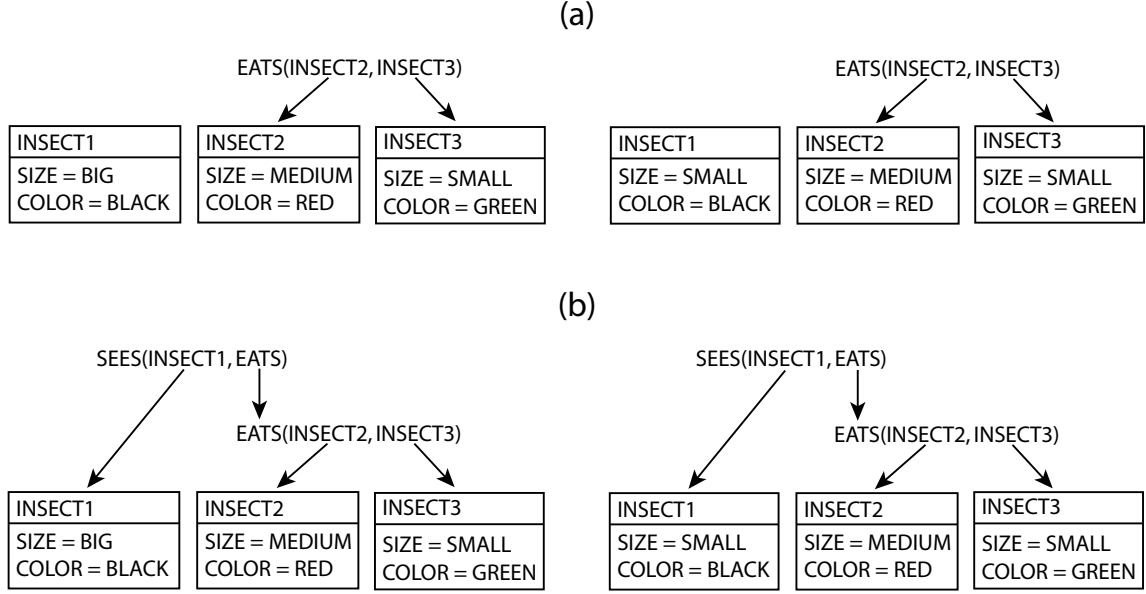 (a)
EATS(INSECT2, INSECT3)
INSECT1
SIZE = BIG
COLOR = BLACK
INSECT2
SIZE = MEDIUM
COLOR = RED
INSECT3
SIZE = SMALL
COLOR = GREEN
EATS(INSECT2, INSECT3)
INSECT1
SIZE = SMALL
COLOR = BLACK
INSECT2
SIZE = MEDIUM
COLOR = RED
INSECT3
SIZE = SMALL
COLOR = GREEN
(b)
SEES(INSECT1, EATS)
EATS(INSECT2, INSECT3)
INSECT1
SIZE = BIG
COLOR = BLACK
INSECT2
SIZE = MEDIUM
COLOR = RED
INSECT3
SIZE = SMALL
COLOR = GREEN
SEES(INSECT1, EATS)
EATS(INSECT2, INSECT3)
INSECT1
SIZE = SMALL
COLOR = BLACK
INSECT2
SIZE = MEDIUM
COLOR = RED
INSECT3
SIZE = SMALL
COLOR = GREEN